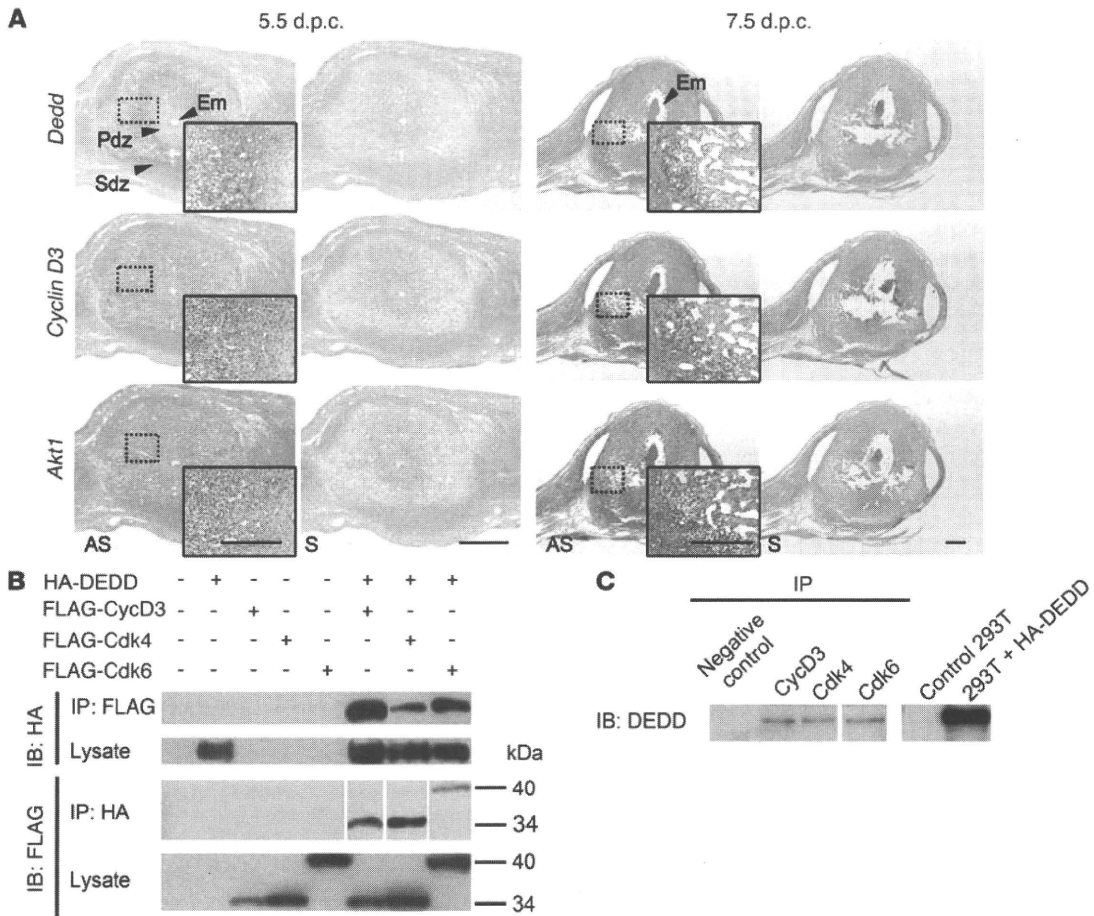 A
5.5 d.p.c.
7.5 d.p.c.
Dedd
Em
Pdz
Sdz
Em
Cyclin D3
Akt1
AS
S
AS
S
B
HA-DEDD - + - - - + + +
FLAG-CycD3 - - + - - + - -
FLAG-Cdk4 - - - + - - + -
FLAG-Cdk6 - - - - + - - +
IB: HA
IP: FLAG
Lysate
kDa
IB: FLAG
IP: HA
40
34
Lysate
40
34
C
IP
Negative control
CycD3
Cdk4
Cdk6
Control 293T
293T + HA-DEDD
IB: DEDD